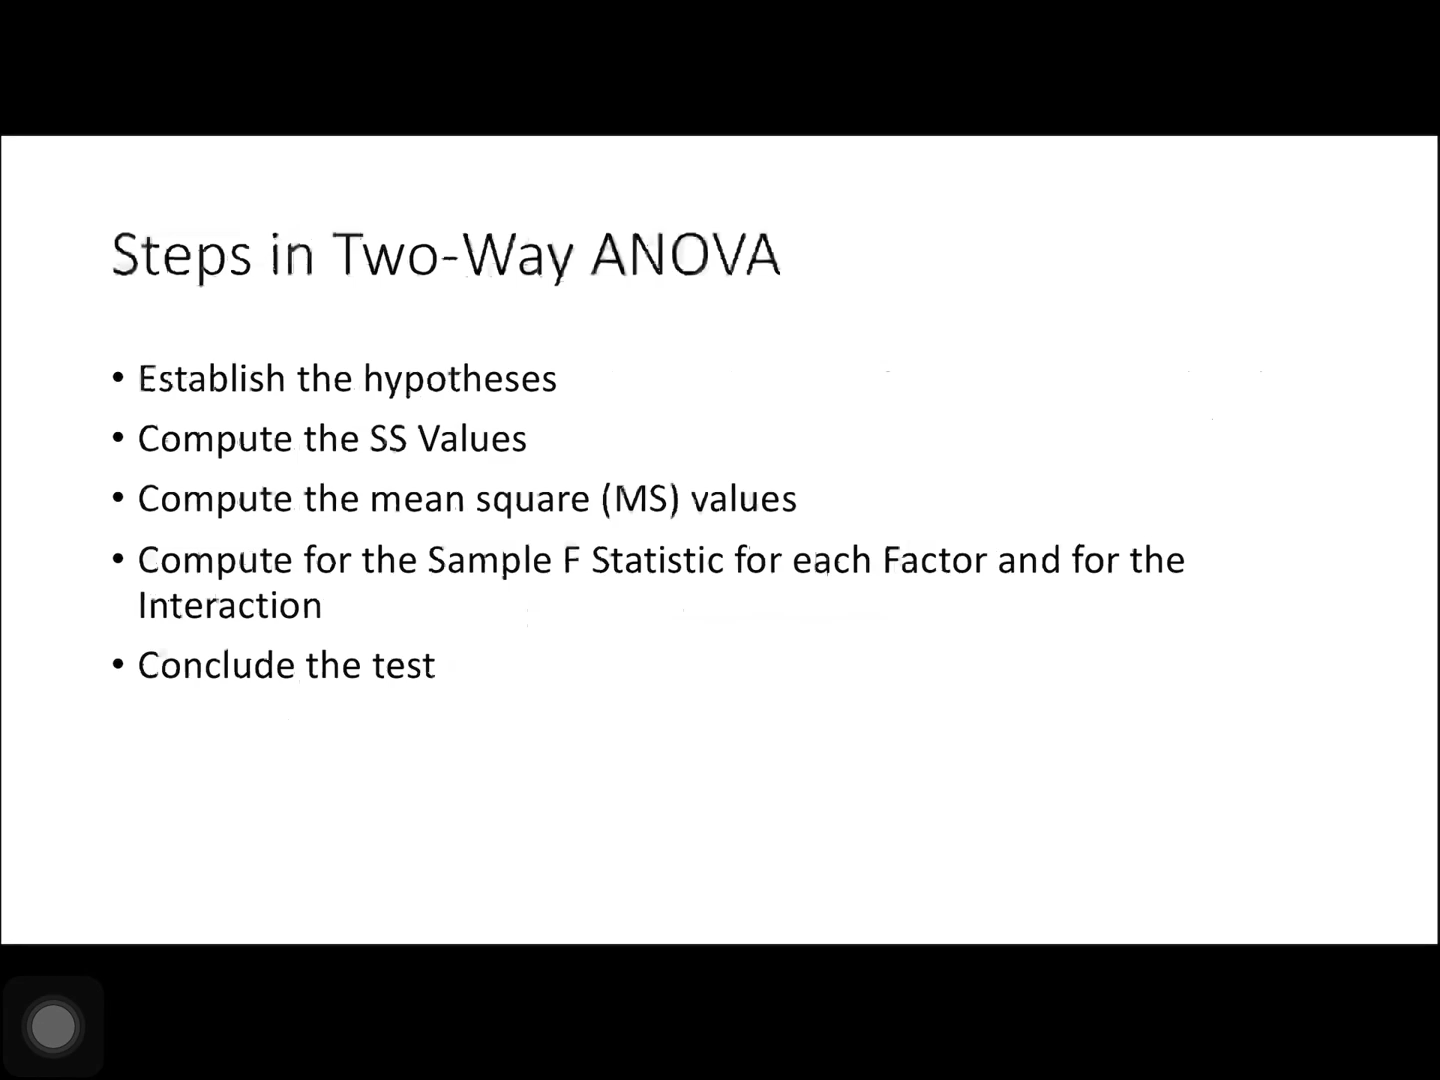 Steps in Two-Way ANOVA
• Establish the hypotheses
• Compute the SS Values
• Compute the mean square (MS) values
• Compute for the Sample F Statistic for each Factor and for the
Interaction
• Conclude the test